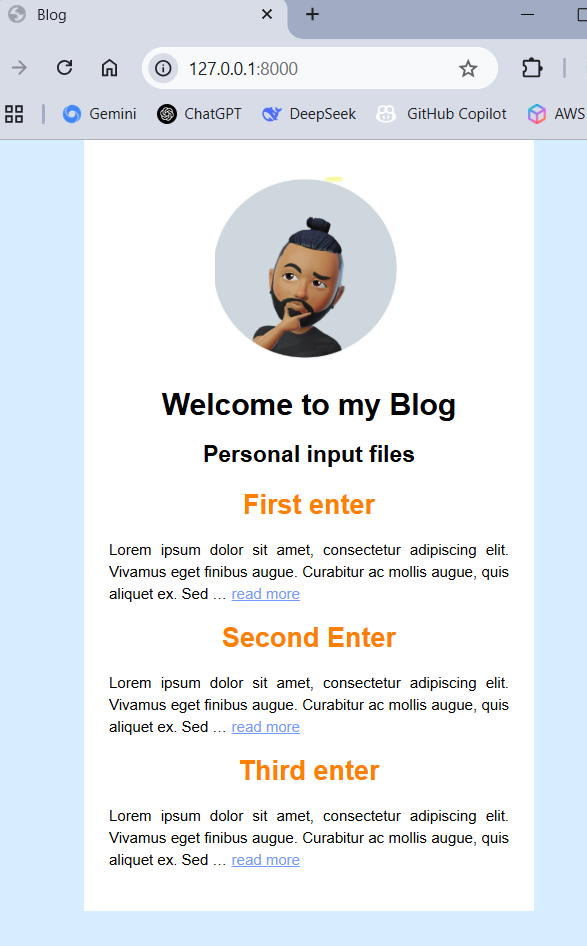 Blog
127.0.0.1:8000
Gemini ChatGPT DeepSeek GitHub Copilot AWS
Welcome to my Blog
Personal input files
First enter
Lorem ipsum dolor sit amet, consectetur adipiscing elit.
Vivamus eget finibus augue. Curabitur ac mollis augue, quis
aliquet ex. Sed … read more
Second Enter
Lorem ipsum dolor sit amet, consectetur adipiscing elit.
Vivamus eget finibus augue. Curabitur ac mollis augue, quis
aliquet ex. Sed … read more
Third enter
Lorem ipsum dolor sit amet, consectetur adipiscing elit.
Vivamus eget finibus augue. Curabitur ac mollis augue, quis
aliquet ex. Sed … read more